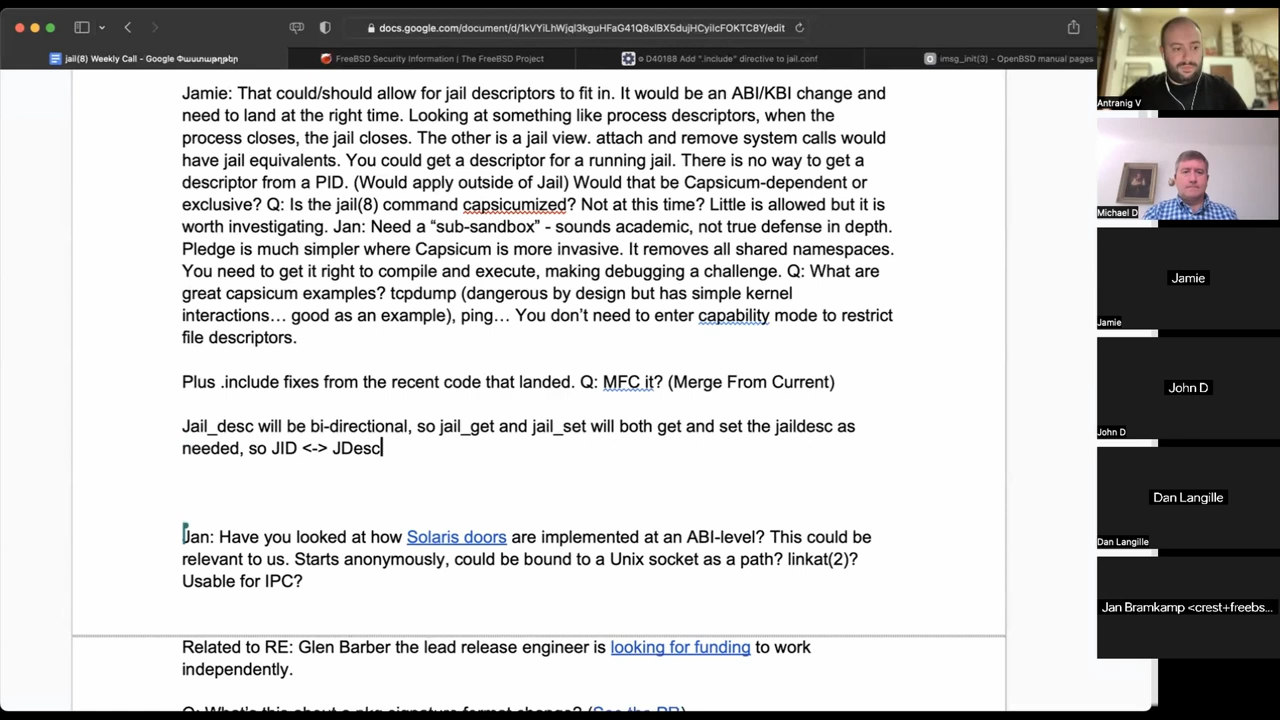 docs.google.com/document/d/1kVYiLhWjql3kguHFaG41Q8xlBX5dujHCyilcFOKTC8Y/edit
jail(8) Weekly Call - Google Փաստաթղթեր
FreeBSD Security Information | The FreeBSD Project
D40188 Add ".include" directive to jail.conf
imsg_init(3) - OpenBSD manual pages
Jamie: That could/should allow for jail descriptors to fit in. It would be an ABI/KBI change and
need to land at the right time. Looking at something like process descriptors, when the
process closes, the jail closes. The other is a jail view. attach and remove system calls would
have jail equivalents. You could get a descriptor for a running jail. There is no way to get a
descriptor from a PID. (Would apply outside of Jail) Would that be Capsicum-dependent or
exclusive? Q: Is the jail(8) command capsicumized? Not at this time? Little is allowed but it is
worth investigating. Jan: Need a “sub-sandbox” - sounds academic, not true defense in depth.
Pledge is much simpler where Capsicum is more invasive. It removes all shared namespaces.
You need to get it right to compile and execute, making debugging a challenge. Q: What are
great capsicum examples? tcpdump (dangerous by design but has simple kernel
interactions… good as an example), ping… You don’t need to enter capability mode to restrict
file descriptors.
Plus .include fixes from the recent code that landed. Q: MFC it? (Merge From Current)
Jail_desc will be bi-directional, so jail_get and jail_set will both get and set the jaildesc as
needed, so JID <-> JDesc
Jan: Have you looked at how Solaris doors are implemented at an ABI-level? This could be
relevant to us. Starts anonymously, could be bound to a Unix socket as a path? linkat(2)?
Usable for IPC?
Related to RE: Glen Barber the lead release engineer is looking for funding to work
independently.
Q: What's this about a pkg signature format change? (See the PR)
Antranig V
Michael D
Jamie
Jamie
John D
John D
Dan Langille
Dan Langille
Jan Bramkamp <crest+freebs...